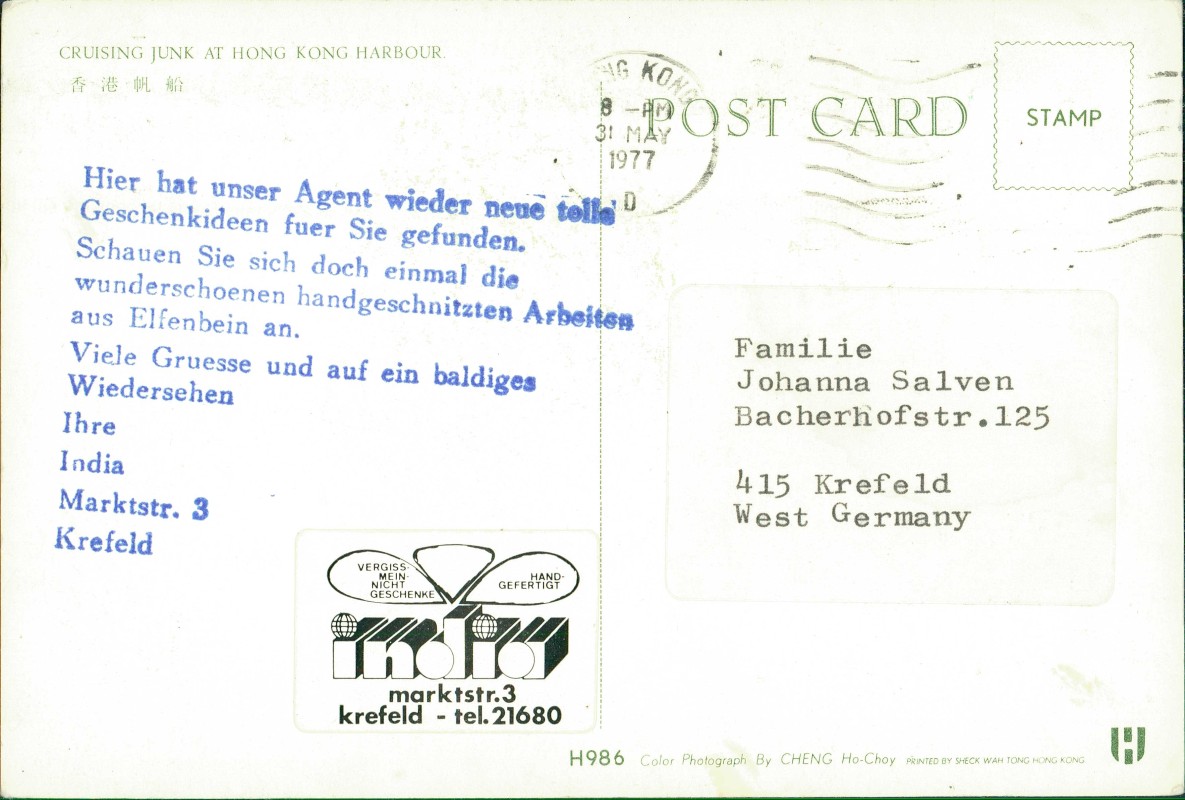 CRUISING JUNK AT HONG KONG HARBOUR.
香港帆船
NG KONG
8 -PM
31 MAY
1977
D
POST CARD
STAMP
Hier hat unser Agent wieder neue tolle
Geschenkideen fuer Sie gefunden.
Schauen Sie sich doch einmal die
wunderschoenen handgeschnitzten Arbeiten
aus Elfenbein an.
Viele Gruesse und auf ein baldiges
Wiedersehen
Ihre
India
Marktstr. 3
Krefeld
Familie
Johanna Salven
Bacherhofstr.125
415 Krefeld
West Germany
VERGISS-
MEIN-
NICHT
GESCHENKE
HAND-
GEFERTIGT
india
marktstr.3
krefeld - tel.21680
H986 Color Photograph By CHENG Ho-Choy PRINTED BY SHECK WAH TONG HONG KONG